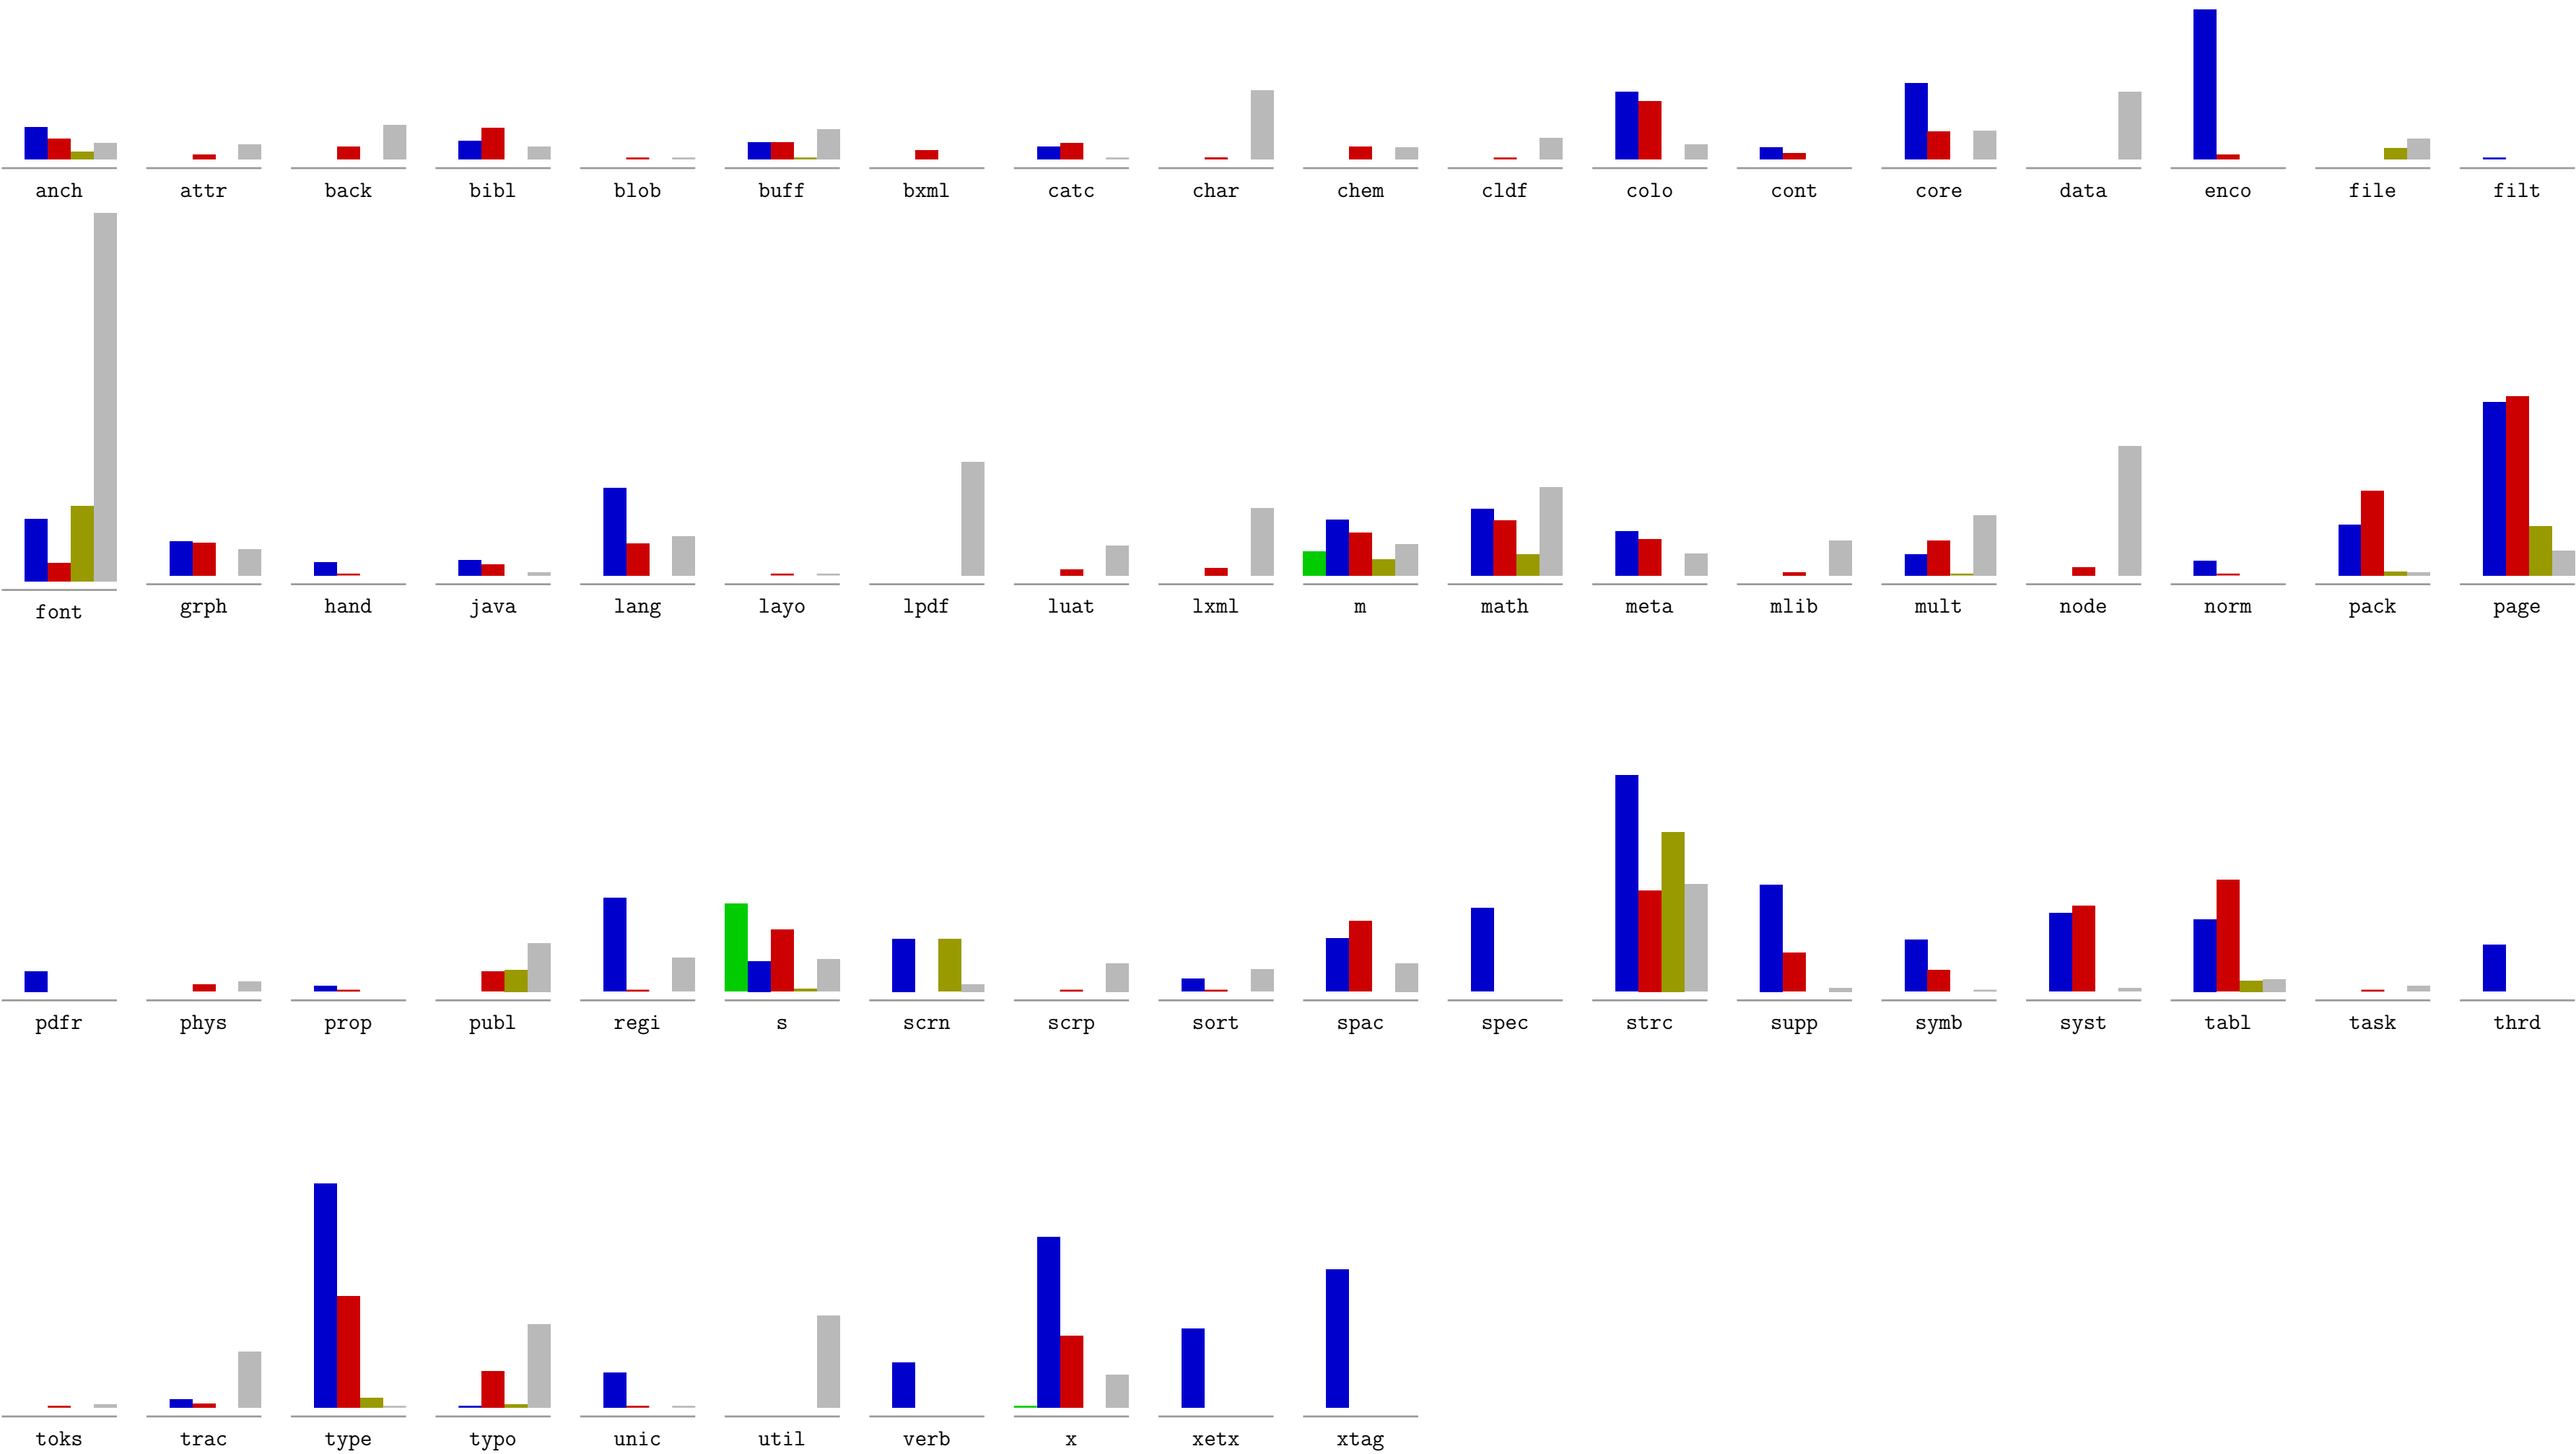 anch attr back bibl blob buff bxml catc char chem cldf colo cont core data enco file filt
font grph hand java lang layo lpdf luat lxml m math meta mlib mult node norm pack page
pdfr phys prop publ regi s scrn scrp sort spac spec strc supp symb syst tabl task thrd
toks trac type typo unic util verb x xetx xtag